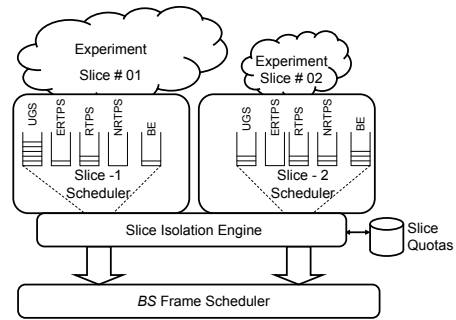 Experiment
Slice # 01
Experiment
Slice # 02
UGS
ERTPS
RTPS
NRTPS
BE
UGS
ERTPS
RTPS
NRTPS
BE
Slice -1
Scheduler
Slice - 2
Scheduler
Slice Isolation Engine
Slice
Quotas
BS Frame Scheduler